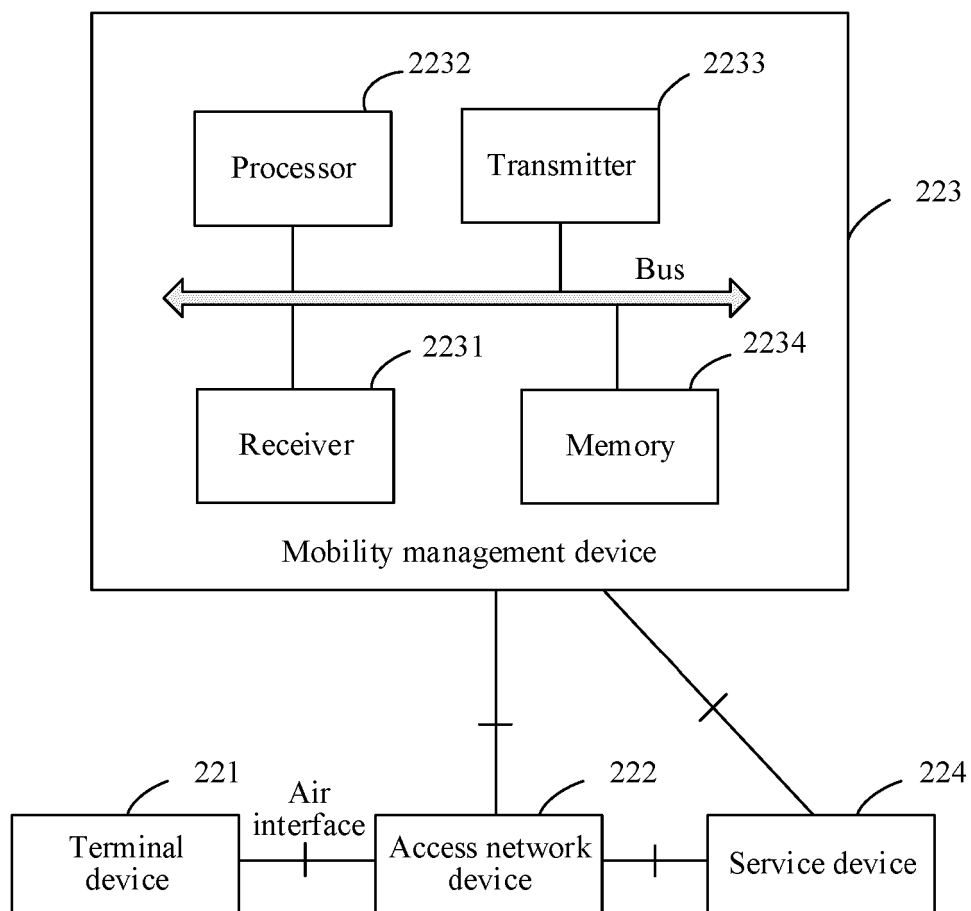 2232
2233
Processor
Transmitter
223
Bus
2231
2234
Receiver
Memory
Mobility management device
221
222
224
Air
interface
Terminal
device
Access network
device
Service device